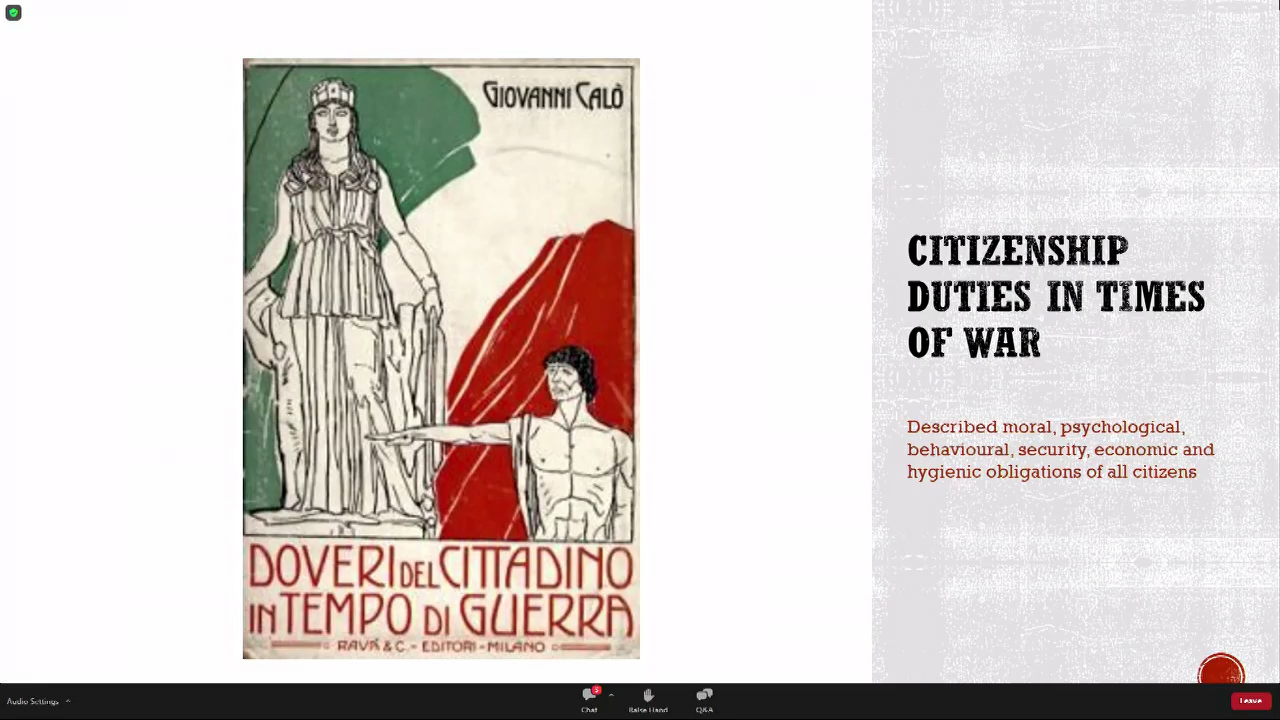 GIOVANNI CALÒ
DOVERI DEL CITTADINO
IN TEMPO DI GUERRA
RAVÀ & C. - EDITORI - MILANO
CITIZENSHIP
DUTIES IN TIMES
OF WAR
Described moral, psychological,
behavioural, security, economic and
hygienic obligations of all citizens
Audio Settings
Chat
Raise Hand
Q&A
Leave